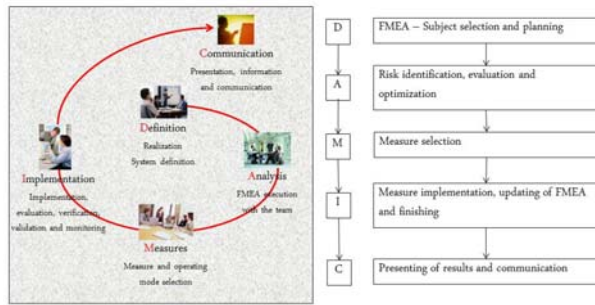 Communication
Presentation, information
and communication
Definition
Realization
System definition
Implementation
Implementation,
evaluation, verification,
validation and monitoring
Analysis
FMEA execution
with the team
Measures
Measure and operating
mode selection
D
FMEA – Subject selection and planning
A
Risk identification, evaluation and
optimization
M
Measure selection
I
Measure implementation, updating of FMEA
and finishing
C
Presenting of results and communication